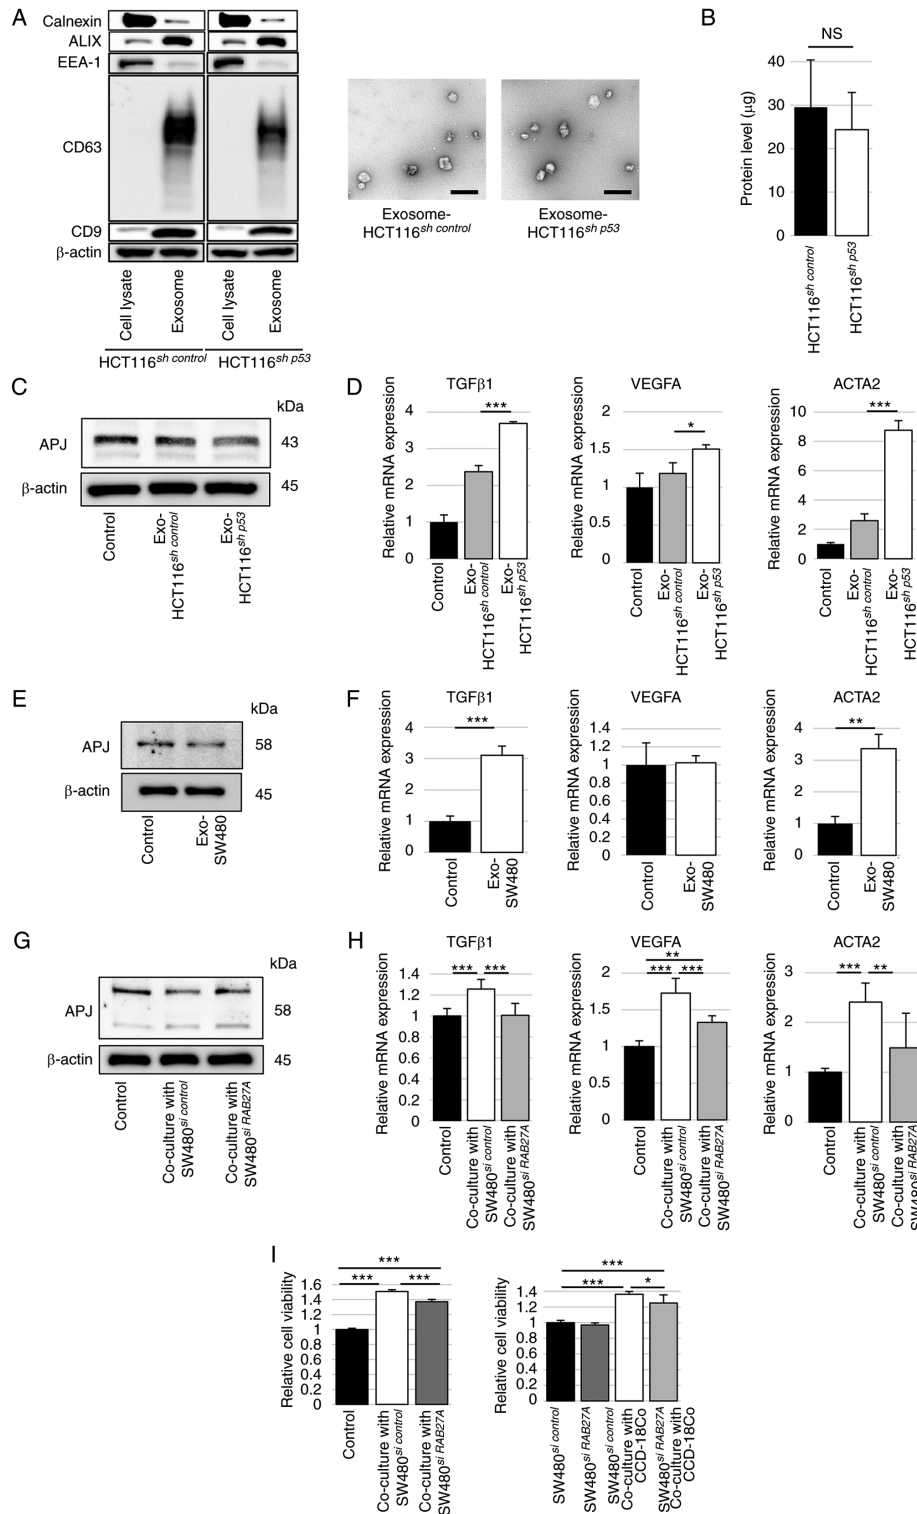 A
Calnexin
ALIX
EEA-1
CD63
CD9
β-actin
Cell lysate
Exosome
Cell lysate
Exosome
HCT116sh control
HCT116sh p53
Exosome-
HCT116sh control
Exosome-
HCT116sh p53
B
NS
Protein level (μg)
40
30
20
10
0
HCT116sh control
HCT116sh p53
C
kDa
APJ
43
β-actin
45
Control
Exo-
HCT116sh control
Exo-
HCT116sh p53
D
TGFβ1
***
Relative mRNA expression
4
3
2
1
0
Control
Exo-
HCT116sh control
Exo-
HCT116sh p53
VEGFA
*
Relative mRNA expression
2
1.5
1
0.5
0
Control
Exo-
HCT116sh control
Exo-
HCT116sh p53
ACTA2
***
Relative mRNA expression
10
8
6
4
2
0
Control
Exo-
HCT116sh control
Exo-
HCT116sh p53
E
kDa
APJ
58
β-actin
45
Control
Exo-
SW480
F
TGFβ1
***
Relative mRNA expression
4
3
2
1
0
Control
Exo-
SW480
VEGFA
Relative mRNA expression
1.4
1.2
1
0.8
0.6
0.4
0.2
0
Control
Exo-
SW480
ACTA2
**
Relative mRNA expression
4
3
2
1
0
Control
Exo-
SW480
G
kDa
APJ
58
β-actin
45
Control
Co-culture with
SW480si control
Co-culture with
SW480si RAB27A
H
TGFβ1
*** ***
Relative mRNA expression
1.4
1.2
1
0.8
0.6
0.4
0.2
0
Control
Co-culture with
SW480si control
Co-culture with
SW480si RAB27A
VEGFA
**
*** ***
Relative mRNA expression
2
1.5
1
0.5
0
Control
Co-culture with
SW480si control
Co-culture with
SW480si RAB27A
ACTA2
*** **
Relative mRNA expression
3
2
1
0
Control
Co-culture with
SW480si control
Co-culture with
SW480si RAB27A
I
***
*** ***
Relative cell viability
1.6
1.4
1.2
1
0.8
0.6
0.4
0.2
0
Control
Co-culture with
SW480si control
Co-culture with
SW480si RAB27A
***
*** *
Relative cell viability
1.4
1.2
1
0.8
0.6
0.4
0.2
0
SW480si control
SW480si RAB27A
SW480si control
Co-culture with
CCD-18Co
SW480si RAB27A
Co-culture with
CCD-18Co